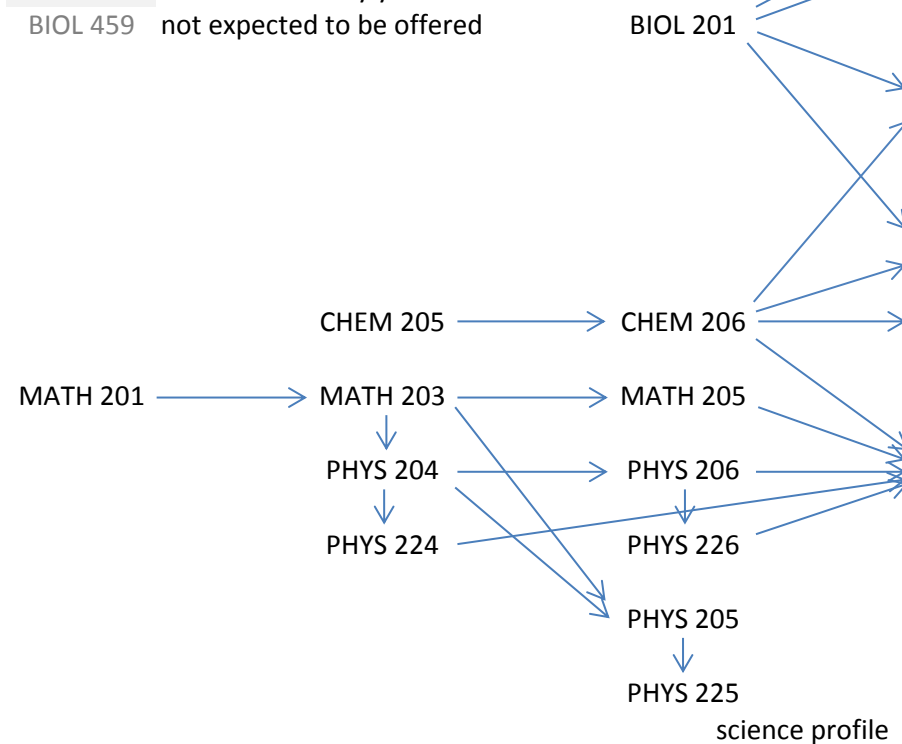 BIOL 459 not expected to be offered BIOL 201
CHEM 205 CHEM 206
MATH 201 MATH 203 MATH 205
PHYS 204 PHYS 206
PHYS 224 PHYS 226
PHYS 205
PHYS 225
science profile